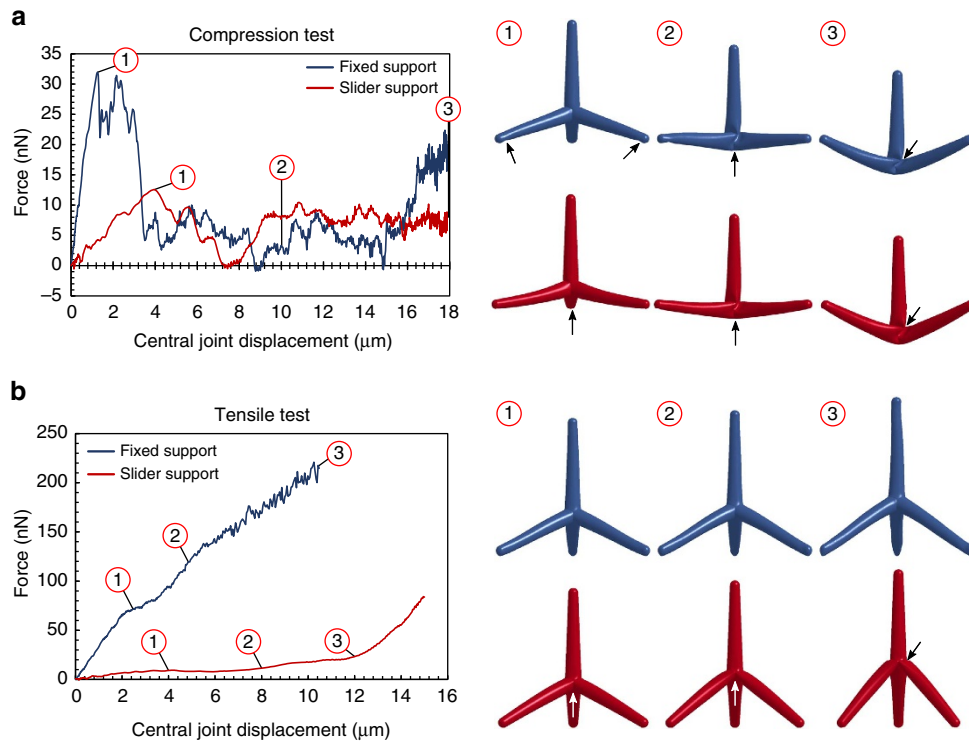 a
Compression test
Fixed support
Slider support
Force (nN)
35
30
25
20
15
10
5
0
–5
0 2 4 6 8 10 12 14 16 18
Central joint displacement (μm)
1
1
2
3
1 2 3
b
Tensile test
Fixed support
Slider support
Force (nN)
250
200
150
100
50
0
0 2 4 6 8 10 12 14 16
Central joint displacement (μm)
1
2
3
1
2
3
1 2 3